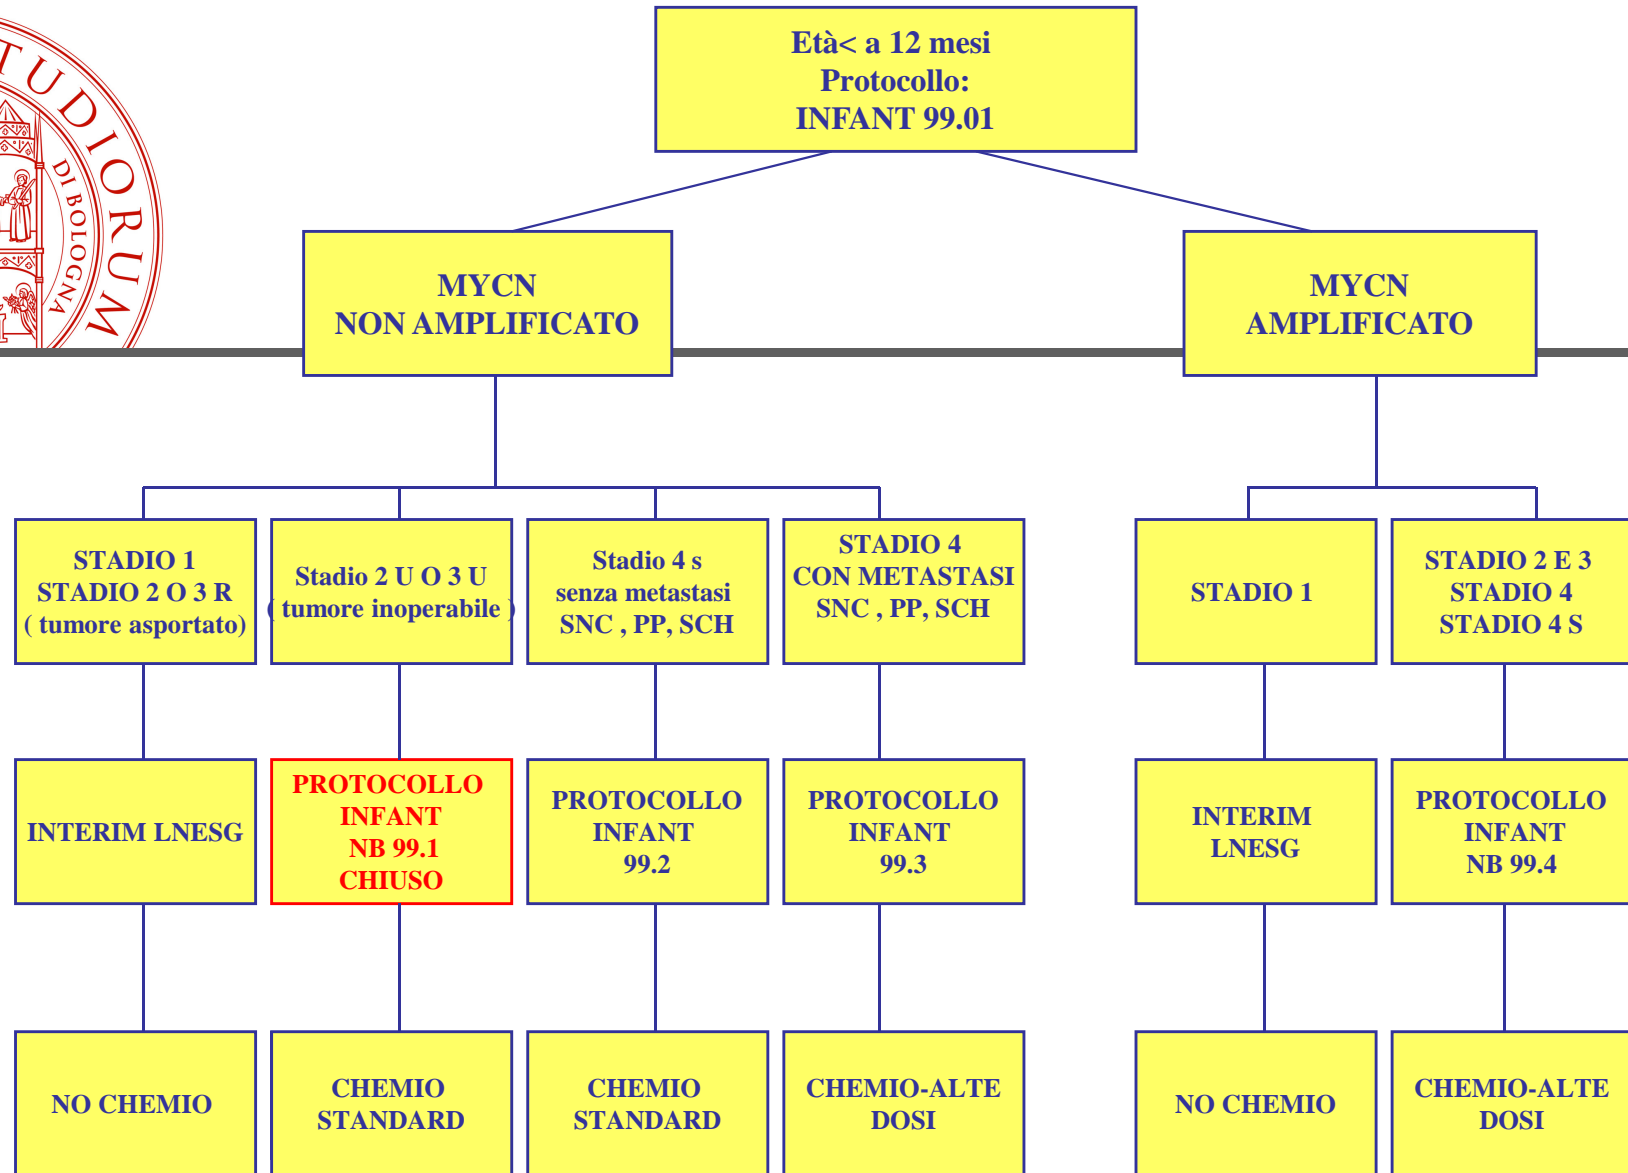 TUDIORUM
DI BOLOGNA
Età< a 12 mesi
Protocollo:
INFANT 99.01
MYCN
NON AMPLIFICATO
MYCN
AMPLIFICATO
STADIO 1
STADIO 2 O 3 R
( tumore asportato)
Stadio 2 U O 3 U
( tumore inoperabile )
Stadio 4 s
senza metastasi
SNC , PP, SCH
STADIO 4
CON METASTASI
SNC , PP, SCH
STADIO 1
STADIO 2 E 3
STADIO 4
STADIO 4 S
INTERIM LNESG
PROTOCOLLO
INFANT
NB 99.1
CHIUSO
PROTOCOLLO
INFANT
99.2
PROTOCOLLO
INFANT
99.3
INTERIM
LNESG
PROTOCOLLO
INFANT
NB 99.4
NO CHEMIO
CHEMIO
STANDARD
CHEMIO
STANDARD
CHEMIO-ALTE
DOSI
NO CHEMIO
CHEMIO-ALTE
DOSI